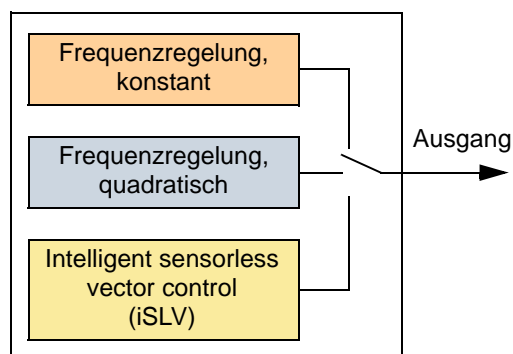 Frequenzregelung,
konstant
Ausgang
Frequenzregelung,
quadratisch
Intelligent sensorless
vector control
(iSLV)